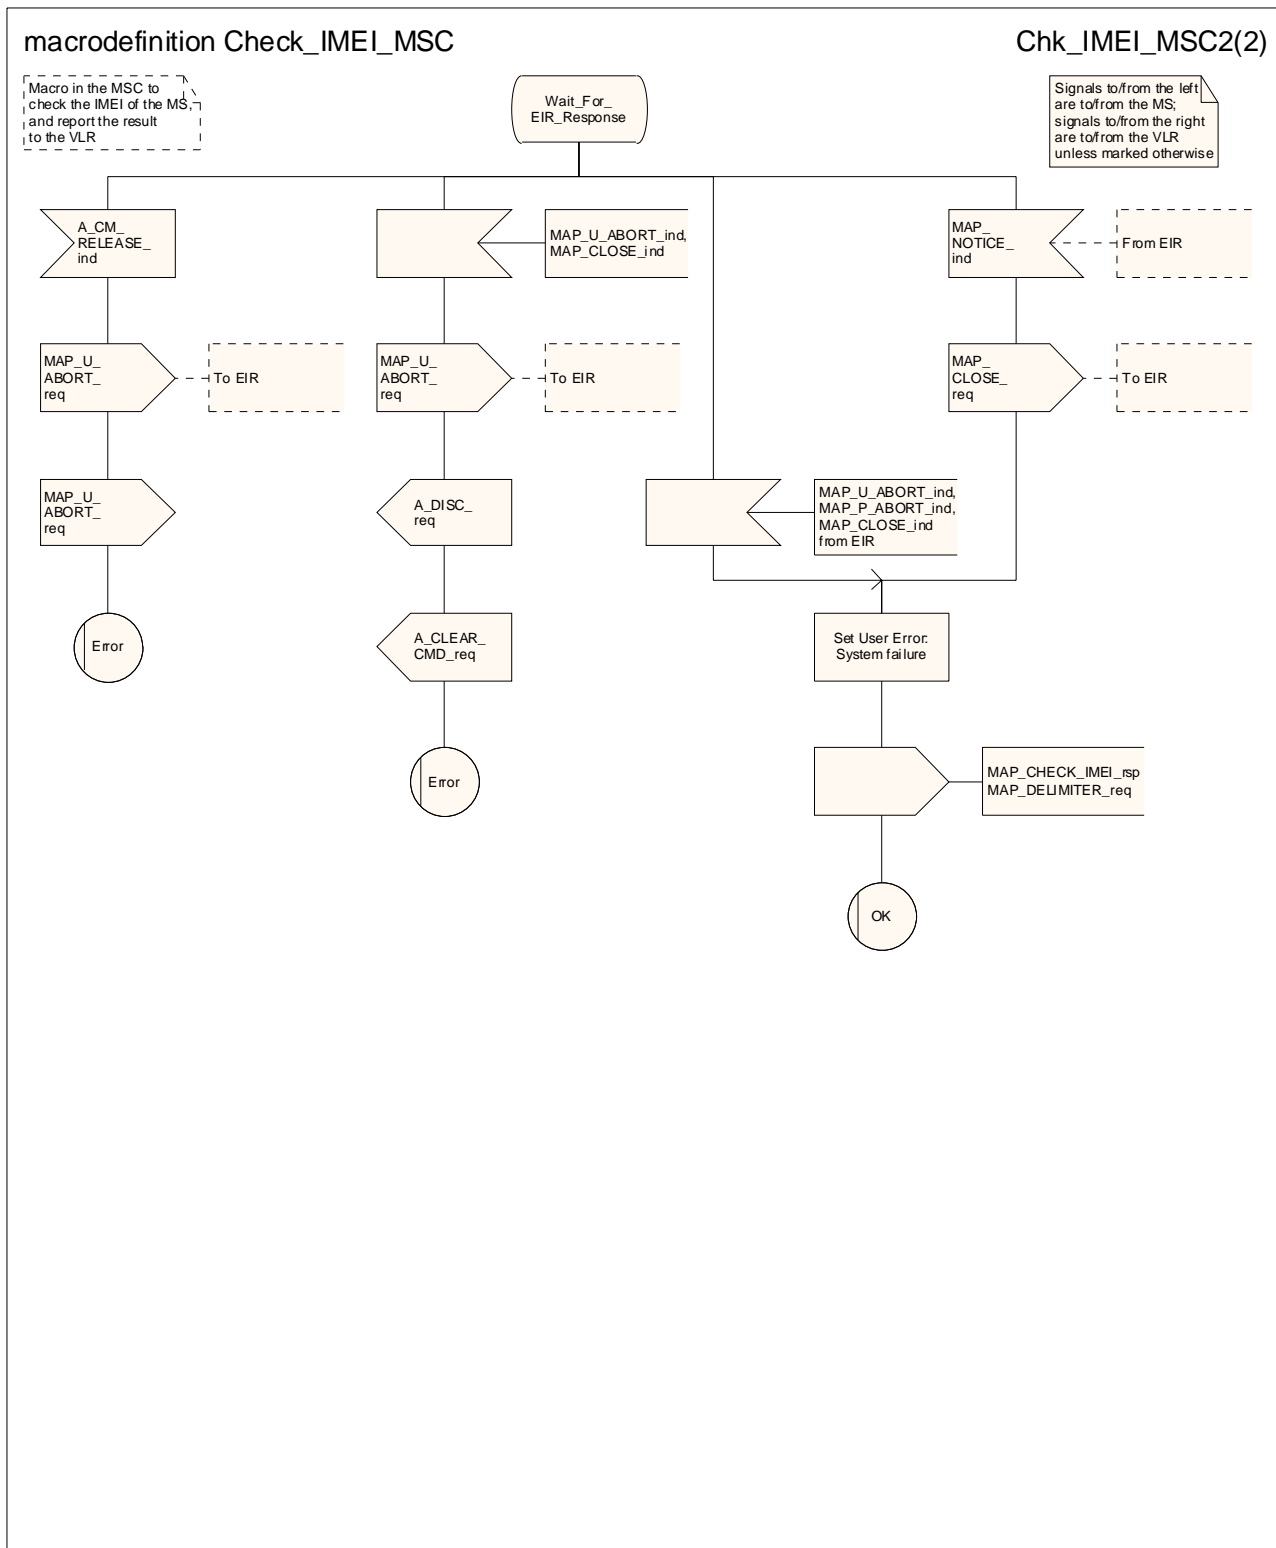 macrodefinition Check_IMEI_MSC
Chk_IMEI_MSC2(2)
Macro in the MSC to
check the IMEI of the MS,
and report the result
to the VLR
Wait_For_
EIR_Response
Signals to/from the left
are to/from the MS;
signals to/from the right
are to/from the VLR
unless marked otherwise
A_CM_
RELEASE_
ind
MAP_U_ABORT_ind,
MAP_CLOSE_ind
MAP_
NOTICE_
ind
From EIR
MAP_U_
ABORT_
req
To EIR
MAP_U_
ABORT_
req
To EIR
MAP_
CLOSE_
req
To EIR
MAP_U_
ABORT_
req
A_DISC_
req
MAP_U_ABORT_ind,
MAP_P_ABORT_ind,
MAP_CLOSE_ind
from EIR
Error
A_CLEAR_
CMD_req
Set User Error:
System failure
Error
MAP_CHECK_IMEI_rsp
MAP_DELIMITER_req
OK